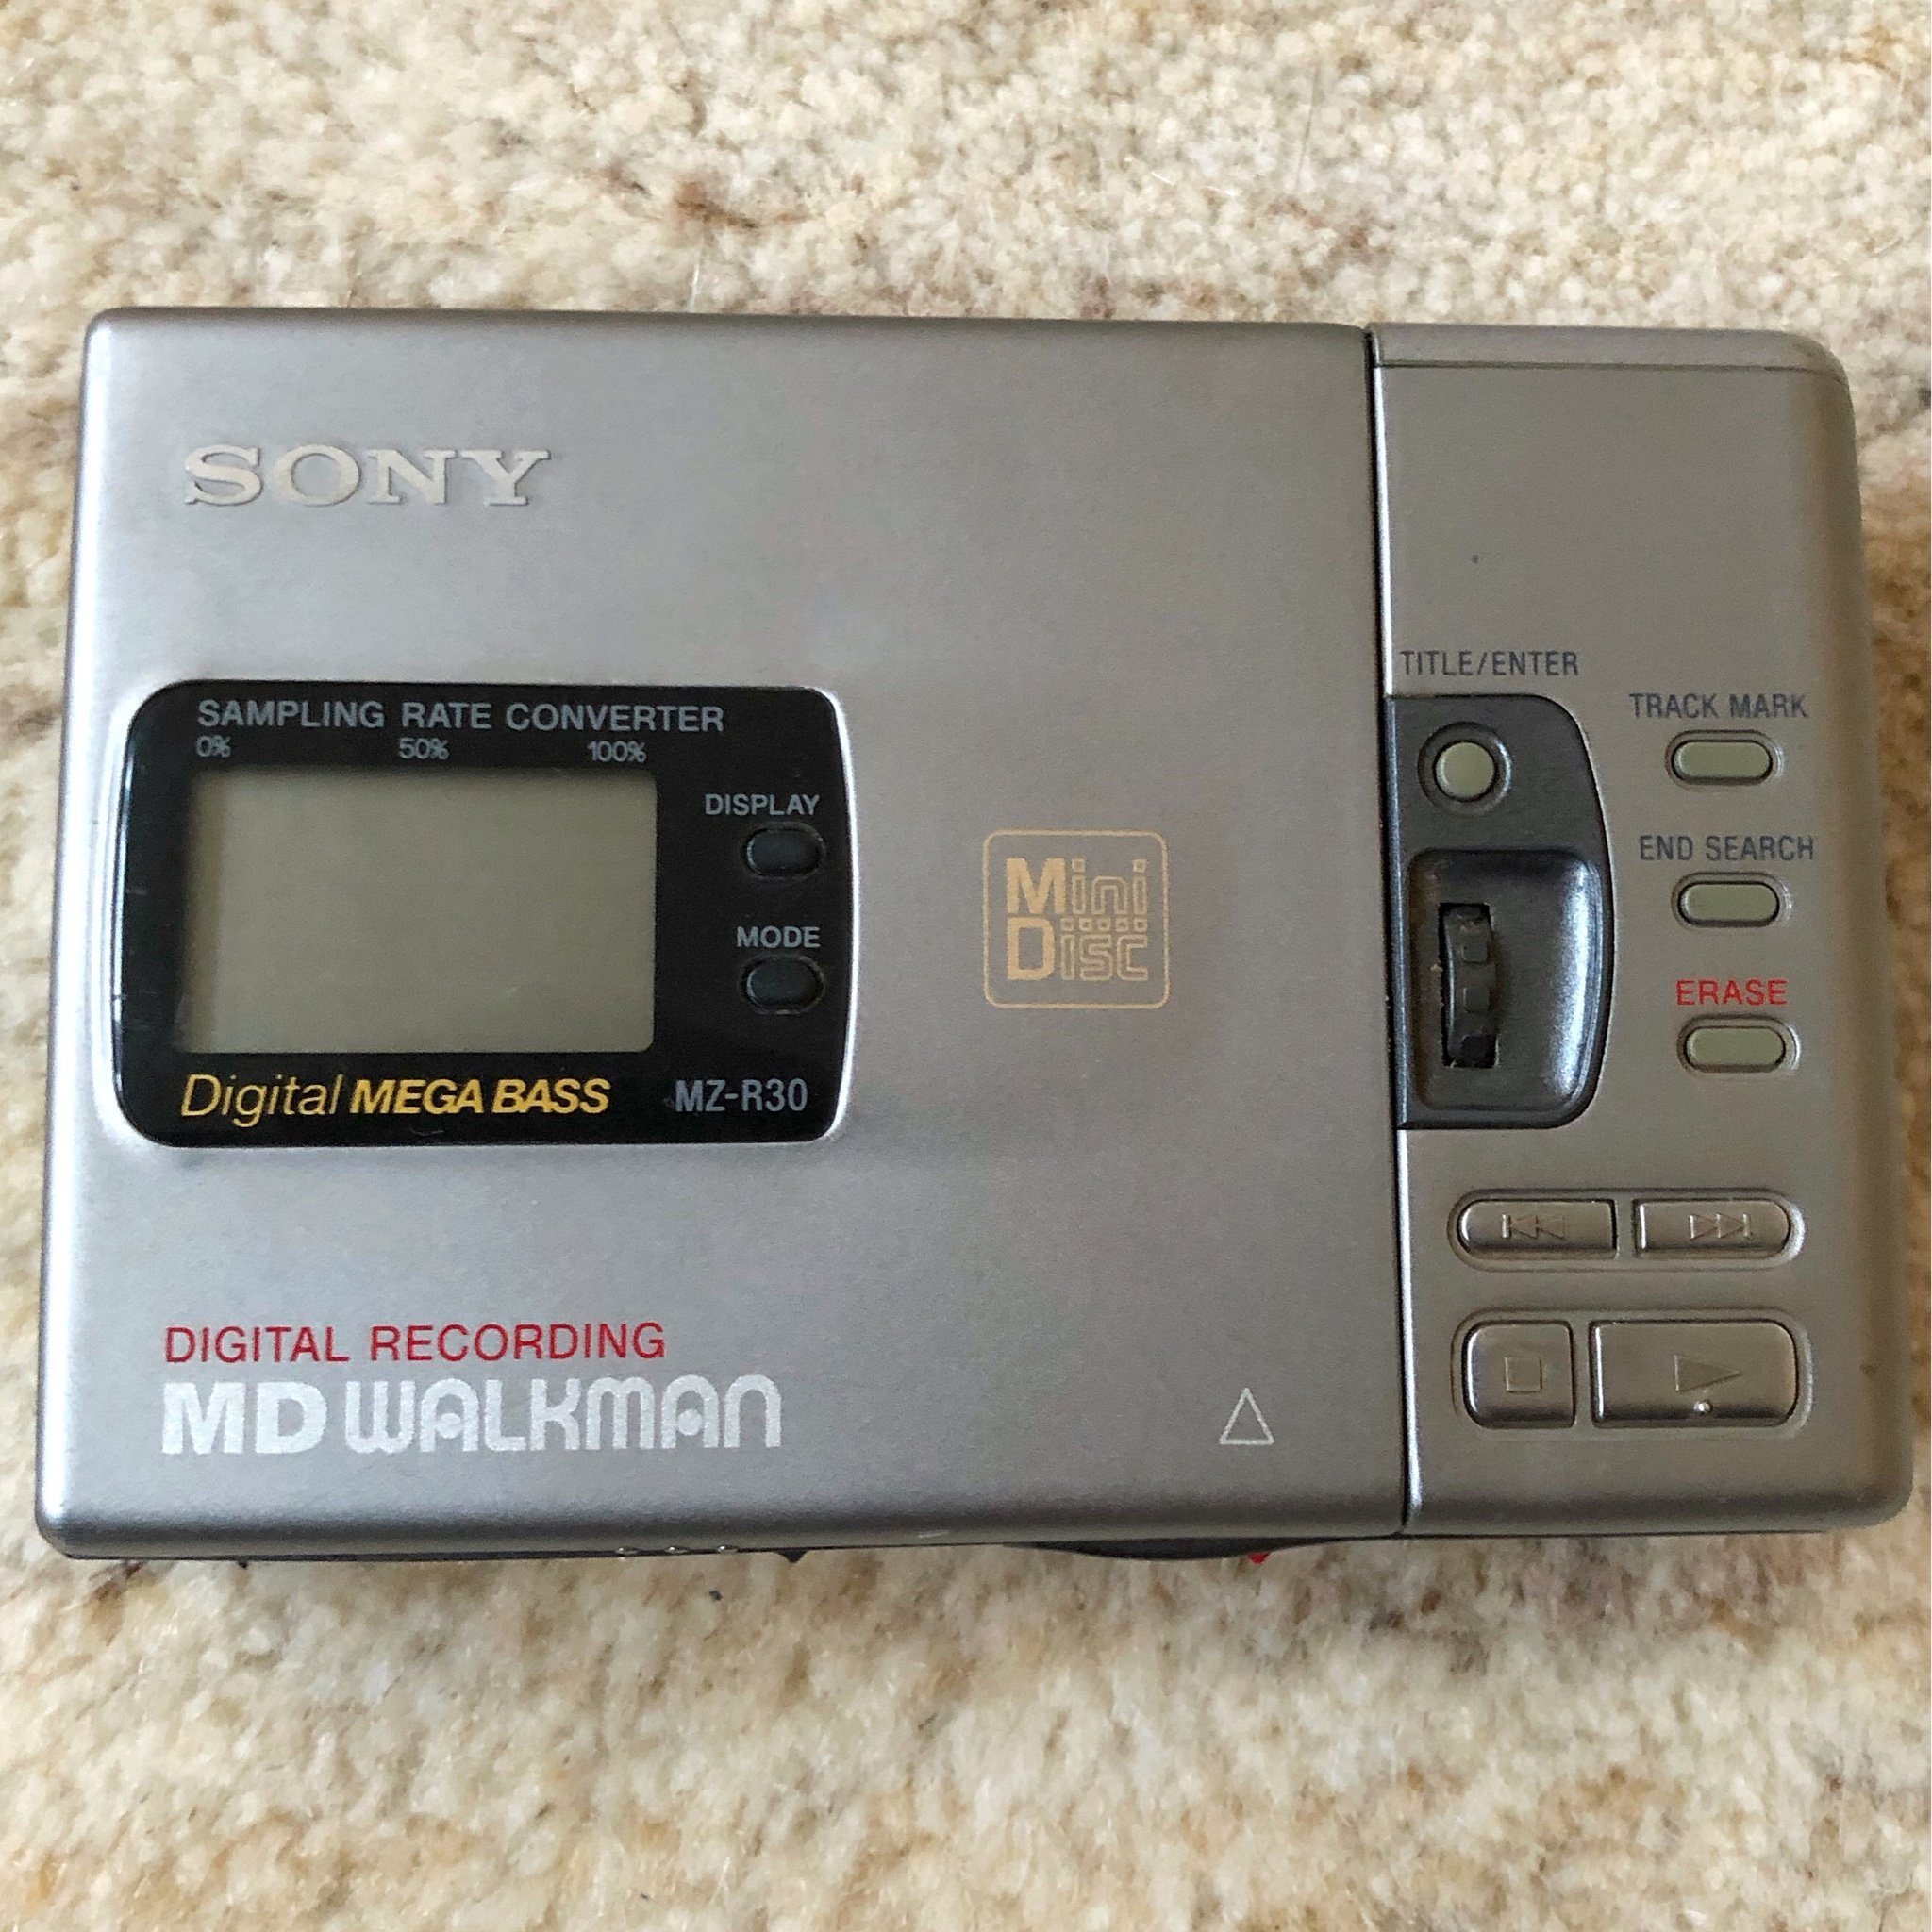 SONY
SAMPLING RATE CONVERTER
0% 50% 100%
DISPLAY
MODE
Digital MEGA BASS MZ-R30
Mini
Disc
TITLE/ENTER
TRACK MARK
END SEARCH
ERASE
DIGITAL RECORDING
MD WALKMAN